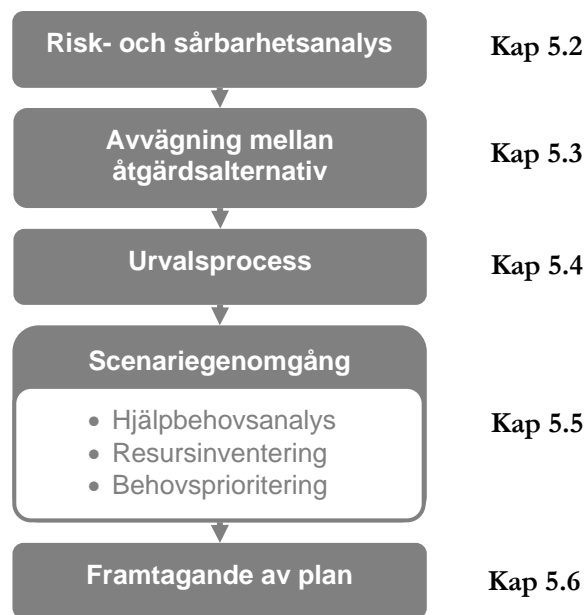 Risk- och sårbarhetsanalys
Kap 5.2
Avvägning mellan
åtgärdsalternativ
Kap 5.3
Urvalsprocess
Kap 5.4
Scenariegenomgång
• Hjälpbehovsanalys
• Resursinventering
• Behovsprioritering
Kap 5.5
Framtagande av plan
Kap 5.6